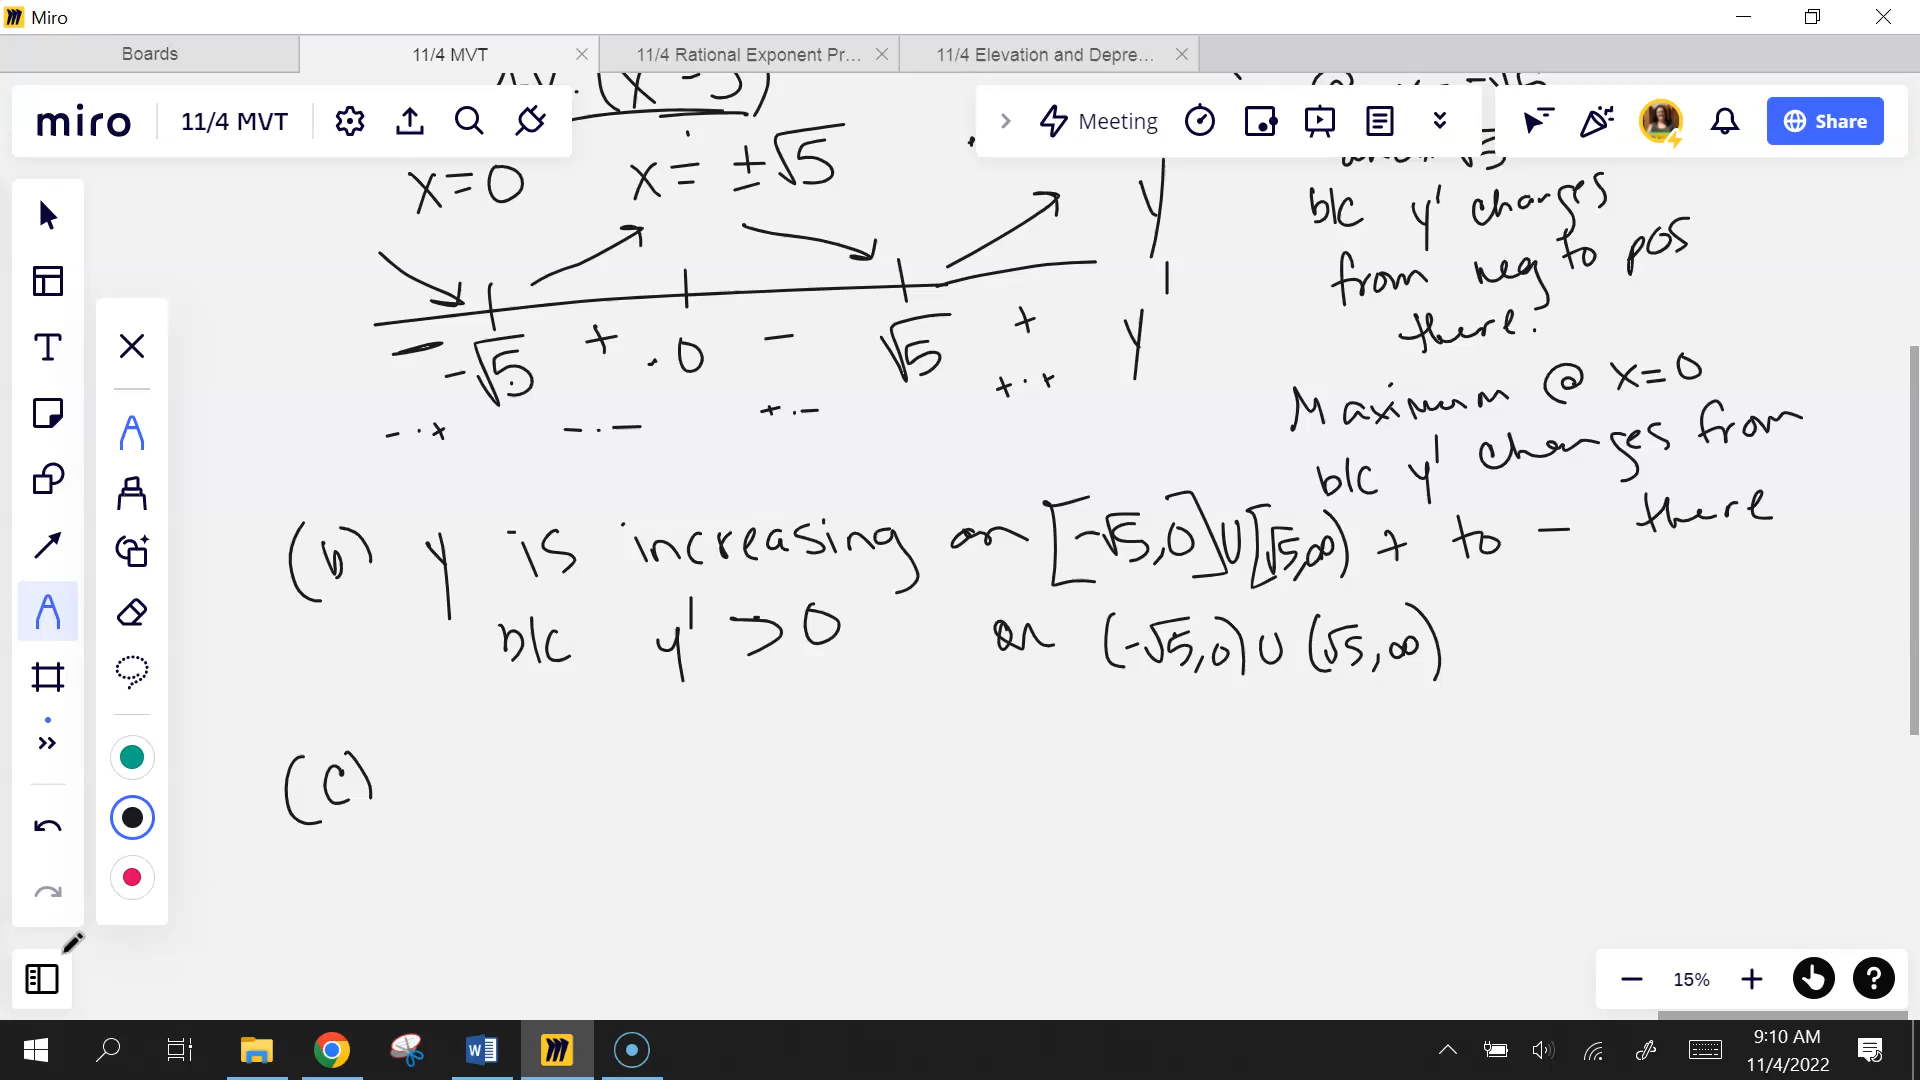 Miro
Boards
11/4 MVT
11/4 Rational Exponent Pr...
11/4 Elevation and Depre...
miro
11/4 MVT
Meeting
Share
x=0
x = ±√5
y
-
-√5
+
0
-
√5
+
y'
- · +
- · -
+ · -
+ · +
b/c y' changes
from neg to pos
there.
Maximum @ x=0
b/c y' changes from
+ to - there
(b) y is increasing on [-√5,0]∪[√5,∞)
b/c y' > 0 on (-√5,0)∪(√5,∞)
(c)
15%
9:10 AM
11/4/2022